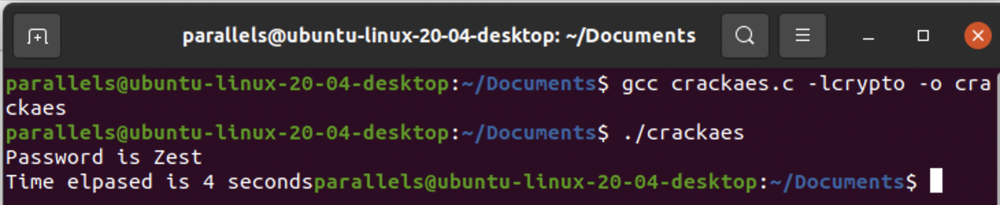 parallels@ubuntu-linux-20-04-desktop: ~/Documents
parallels@ubuntu-linux-20-04-desktop:~/Documents$ gcc crackaes.c -lcrypto -o cra
ckaes
parallels@ubuntu-linux-20-04-desktop:~/Documents$ ./crackaes
Password is Zest
Time elpased is 4 secondsparallels@ubuntu-linux-20-04-desktop:~/Documents$